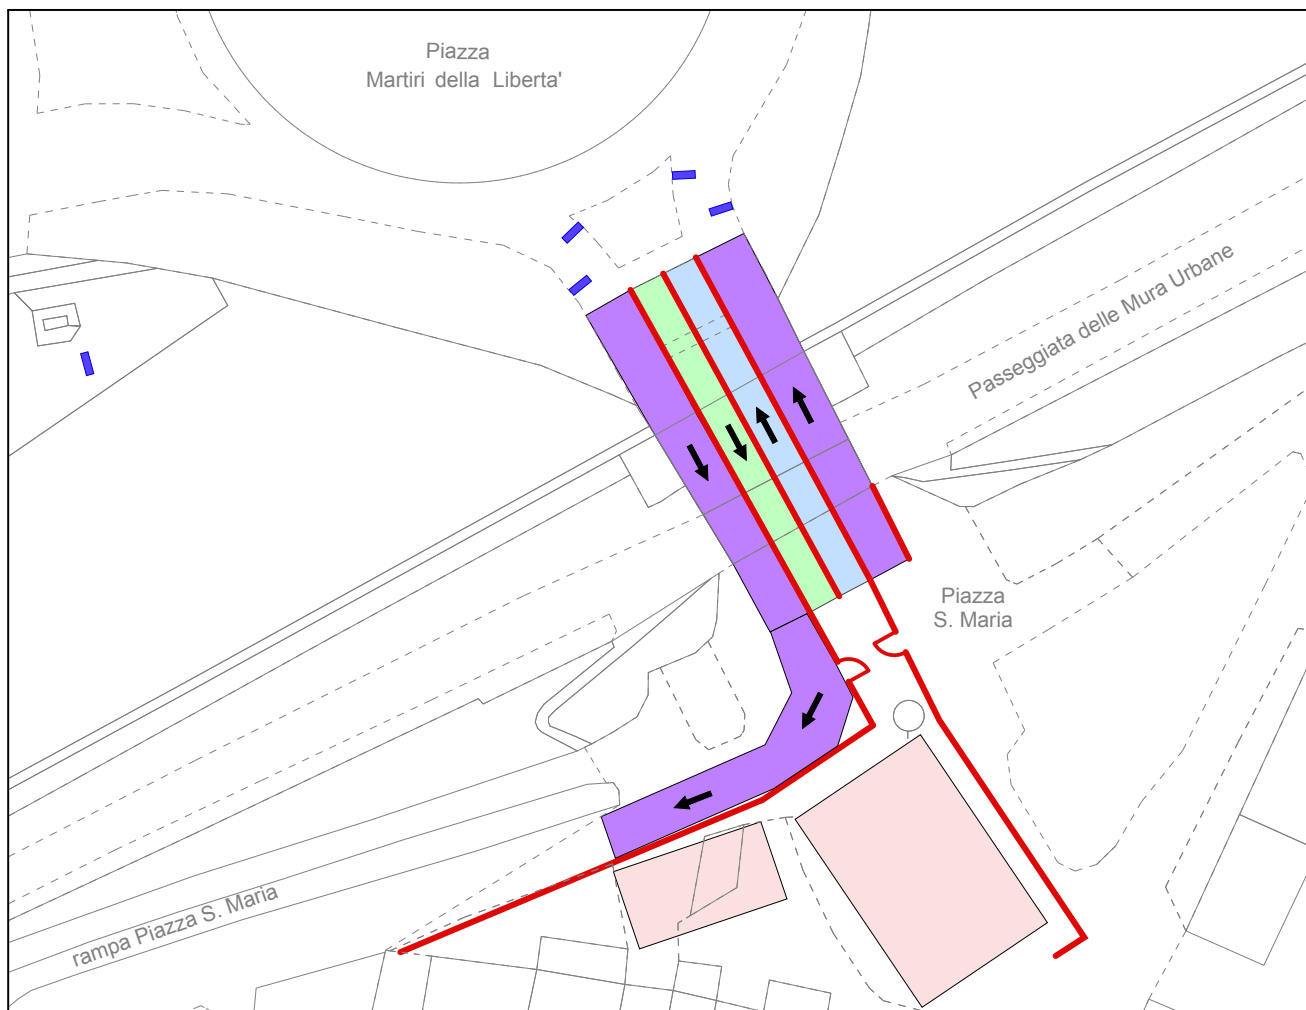 Piazza
Martiri della Liberta'
Passeggiata delle Mura Urbane
Piazza
S. Maria
rampa Piazza S. Maria